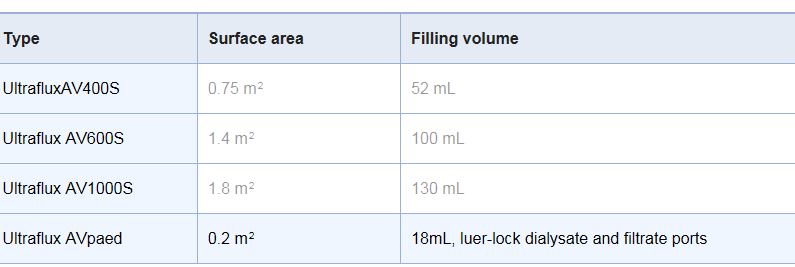 Type Surface area Filling volume
UltrafluxAV400S 0.75 m² 52 mL
Ultraflux AV600S 1.4 m² 100 mL
Ultraflux AV1000S 1.8 m² 130 mL
Ultraflux AVpaed 0.2 m² 18mL, luer-lock dialysate and filtrate ports